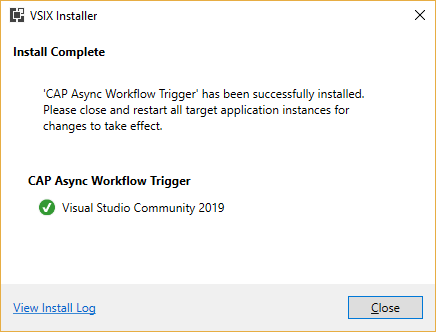 VSIX Installer
Install Complete
'CAP Async Workflow Trigger' has been successfully installed.
Please close and restart all target application instances for
changes to take effect.
CAP Async Workflow Trigger
Visual Studio Community 2019
View Install Log
Close